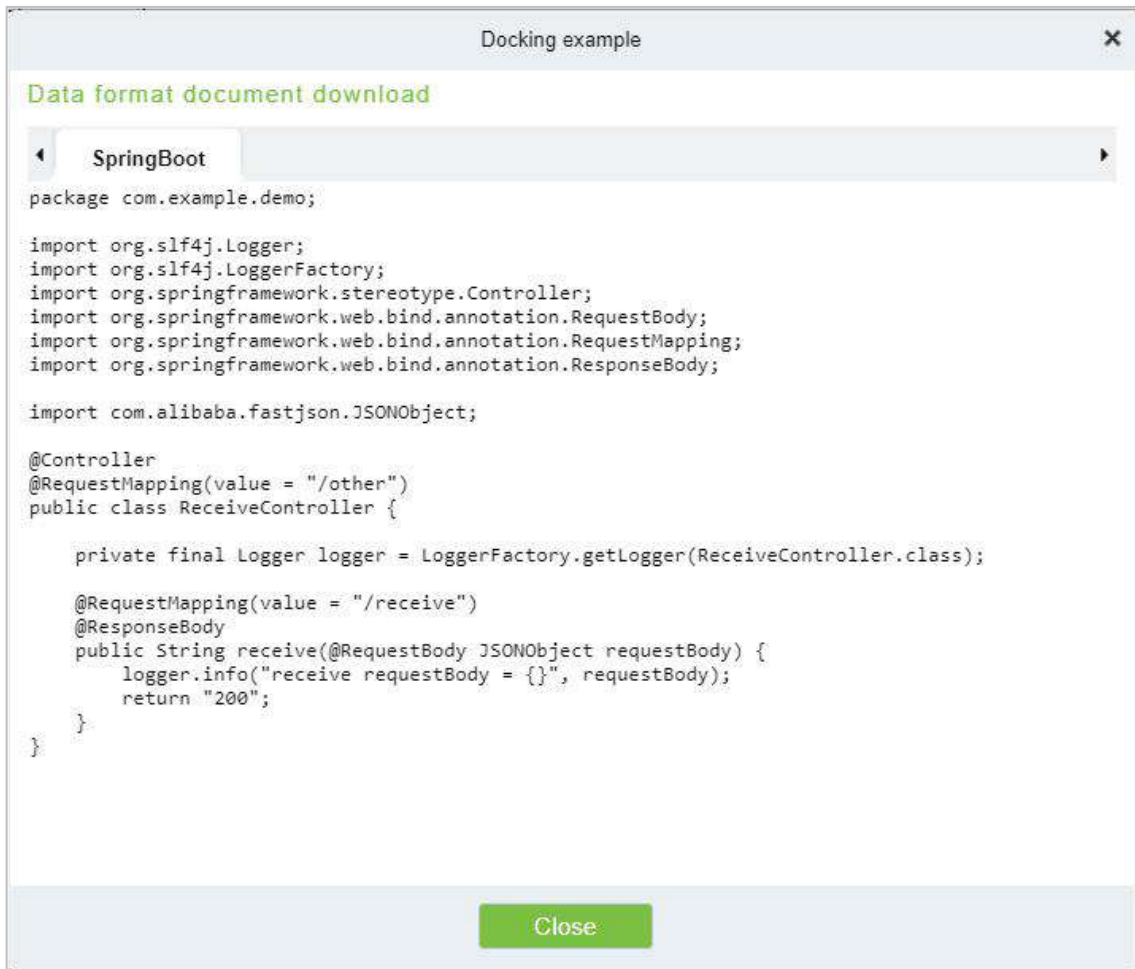 Docking example
Data format document download
SpringBoot
package com.example.demo;
import org.slf4j.Logger;
import org.slf4j.LoggerFactory;
import org.springframework.stereotype.Controller;
import org.springframework.web.bind.annotation.RequestBody;
import org.springframework.web.bind.annotation.RequestMapping;
import org.springframework.web.bind.annotation.ResponseBody;
import com.alibaba.fastjson.JSONObject;
@Controller
@RequestMapping(value = "/other")
public class ReceiveController {
    private final Logger logger = LoggerFactory.getLogger(ReceiveController.class);
    @RequestMapping(value = "/receive")
    @ResponseBody
    public String receive(@RequestBody JSONObject requestBody) {
        logger.info("receive requestBody = {}", requestBody);
        return "200";
    }
}
Close